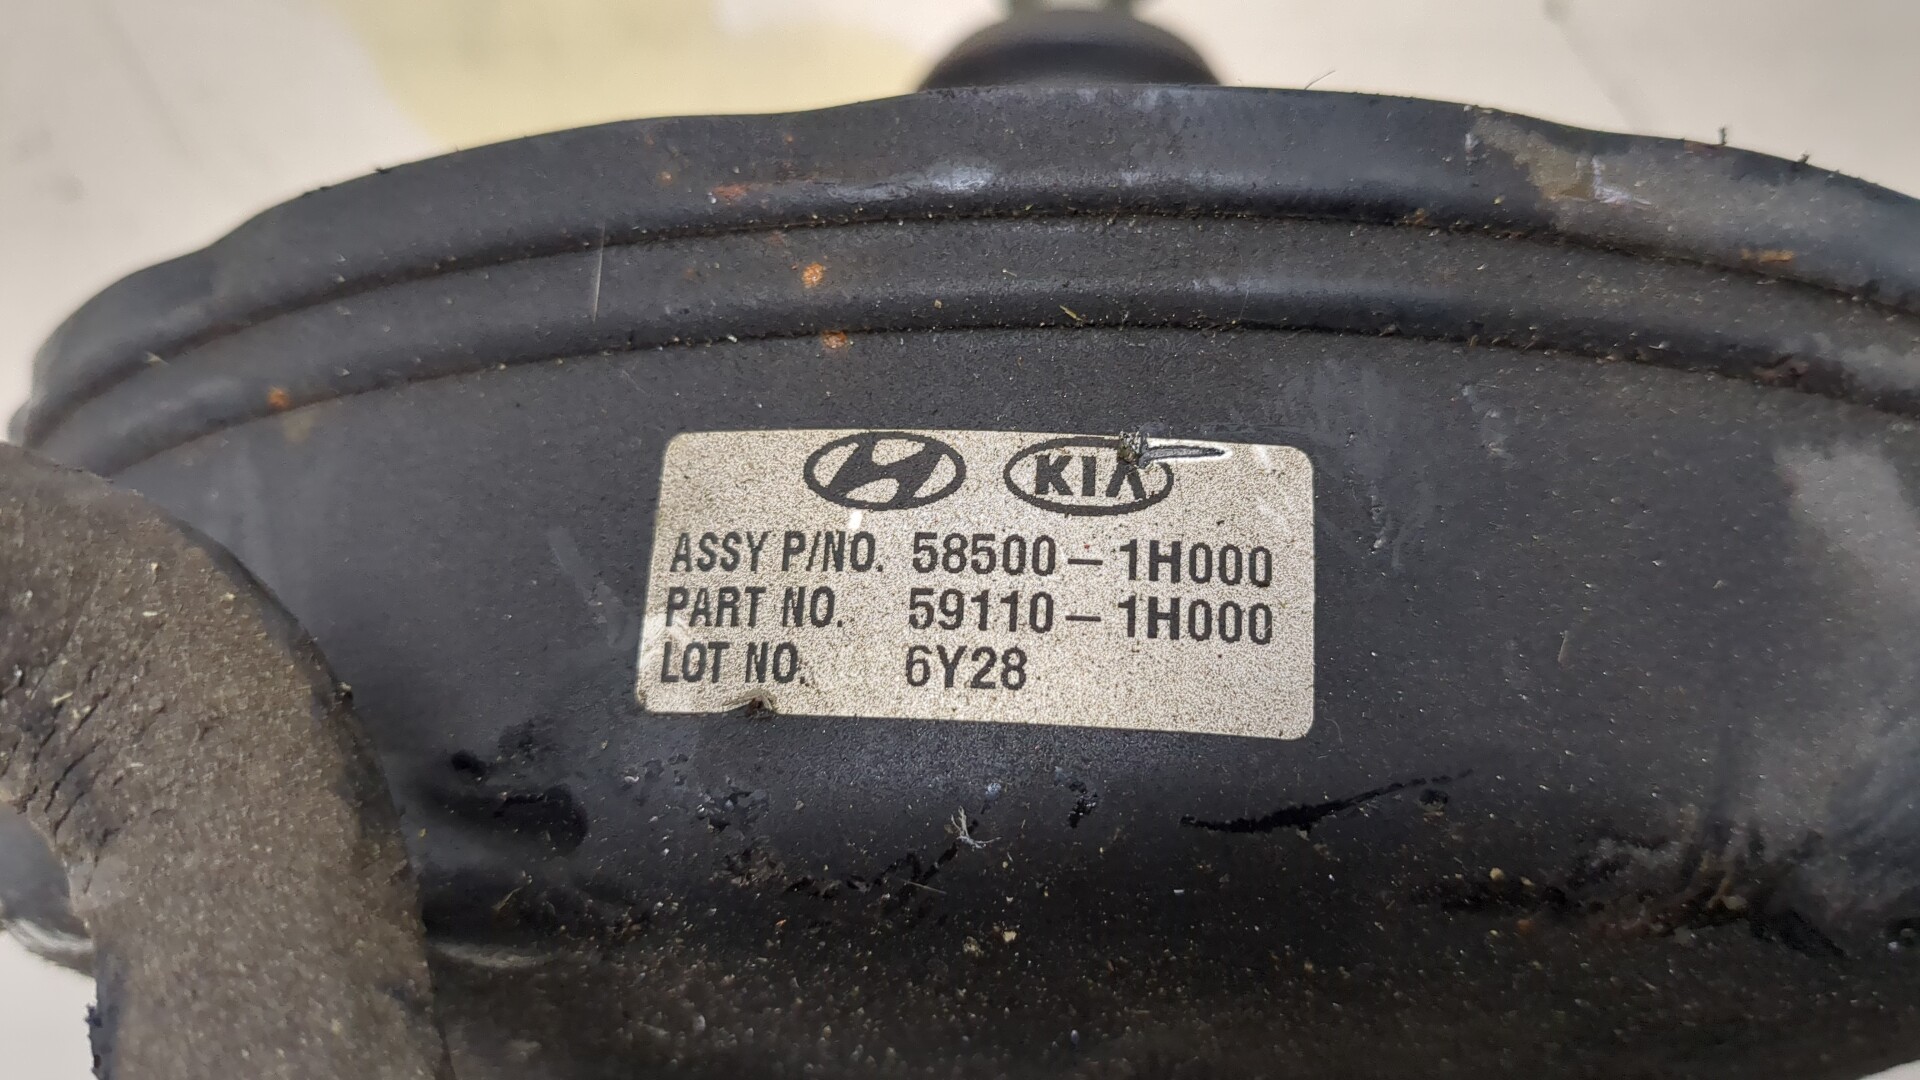 KIA
ASSY P/NO. 58500-1H000
PART NO. 59110-1H000
LOT NO. 6Y28